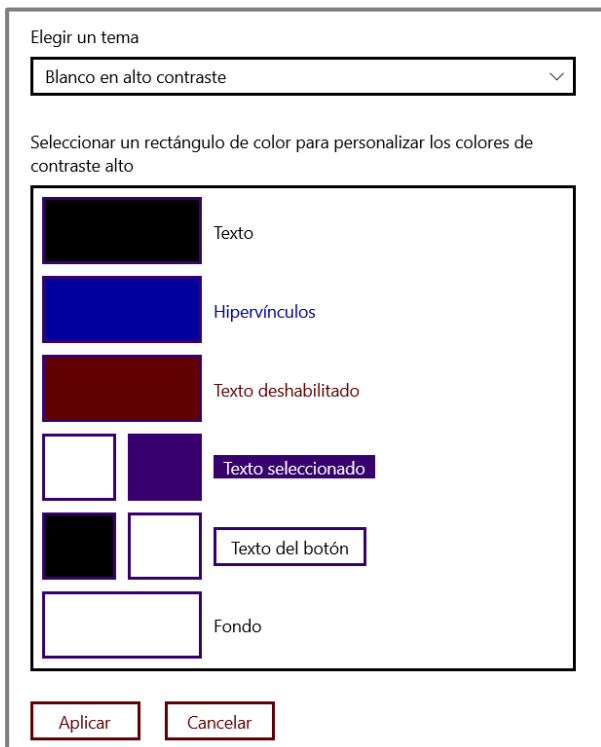 Elegir un tema
Blanco en alto contraste
Seleccionar un rectángulo de color para personalizar los colores de
contraste alto
Texto
Hipervínculos
Texto deshabilitado
Texto seleccionado
Texto del botón
Fondo
Aplicar
Cancelar